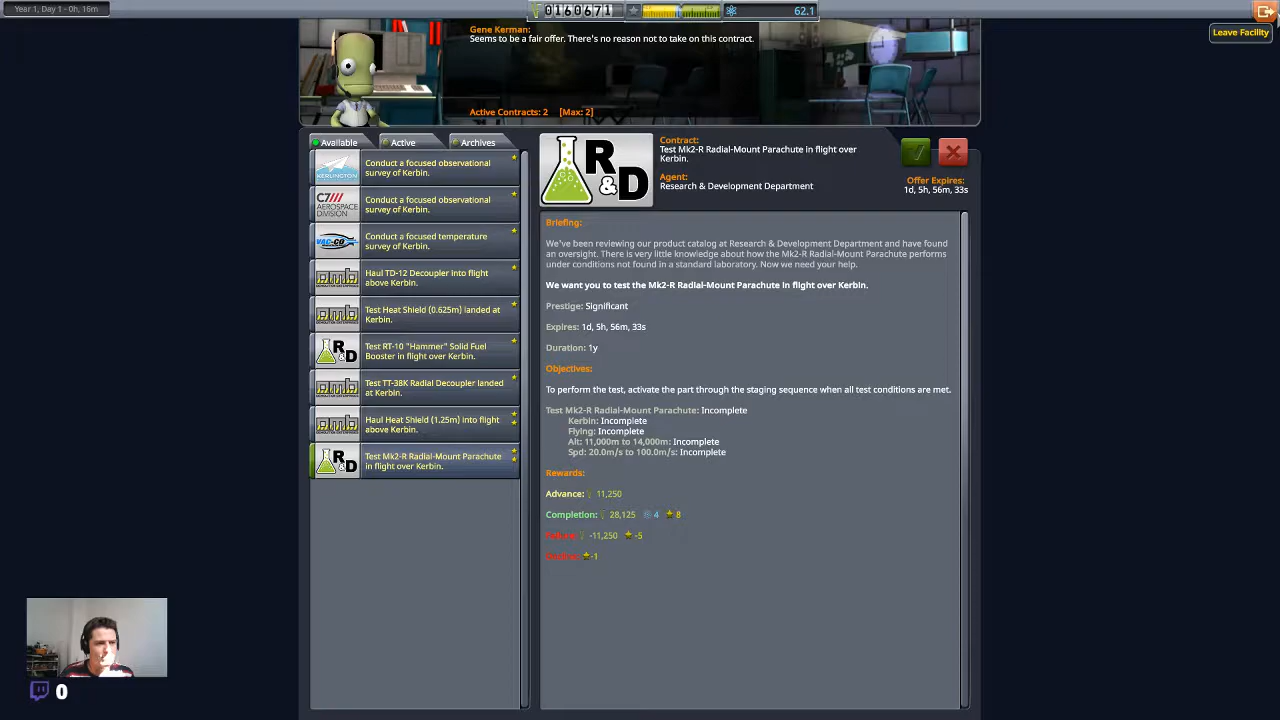 Year 1, Day 1 - 0h, 16m
0160671
62.1
Leave Facility
Gene Kerman:
Seems to be a fair offer. There's no reason not to take on this contract.
Active Contracts: 2 [Max: 2]
Available
Active
Archives
KERLINGTON
Conduct a focused observational
survey of Kerbin.
C7
AEROSPACE
DIVISION
Conduct a focused observational
survey of Kerbin.
VAC-CO
Conduct a focused temperature
survey of Kerbin.
Haul TD-12 Decoupler into flight
above Kerbin.
Test Heat Shield (0.625m) landed at
Kerbin.
R&D
Test RT-10 "Hammer" Solid Fuel
Booster in flight over Kerbin.
Test TT-38K Radial Decoupler landed
at Kerbin.
Haul Heat Shield (1.25m) into flight
above Kerbin.
R&D
Test Mk2-R Radial-Mount Parachute
in flight over Kerbin.
R&D
Contract:
Test Mk2-R Radial-Mount Parachute in flight over
Kerbin.
Agent:
Research & Development Department
Offer Expires:
1d, 5h, 56m, 33s
Briefing:
We've been reviewing our product catalog at Research & Development Department and have found
an oversight. There is very little knowledge about how the Mk2-R Radial-Mount Parachute performs
under conditions not found in a standard laboratory. Now we need your help.
We want you to test the Mk2-R Radial-Mount Parachute in flight over Kerbin.
Prestige: Significant
Expires: 1d, 5h, 56m, 33s
Duration: 1y
Objectives:
To perform the test, activate the part through the staging sequence when all test conditions are met.
Test Mk2-R Radial-Mount Parachute: Incomplete
Kerbin: Incomplete
Flying: Incomplete
Alt: 11,000m to 14,000m: Incomplete
Spd: 20.0m/s to 100.0m/s: Incomplete
Rewards:
Advance: 11,250
Completion: 28,125 4 8
-11,250 -5
-1
0